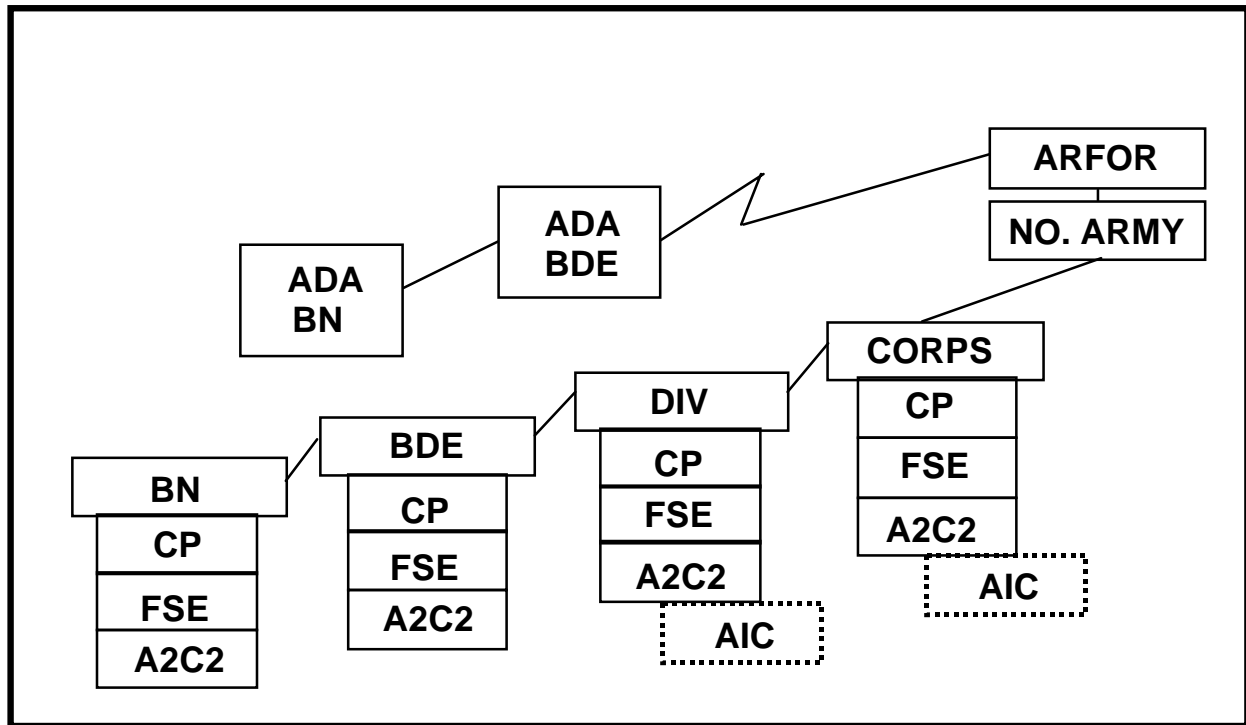 ARFOR
NO. ARMY
ADA
BDE
ADA
BN
CORPS
CP
FSE
A2C2
AIC
DIV
CP
FSE
A2C2
AIC
BDE
CP
FSE
A2C2
BN
CP
FSE
A2C2